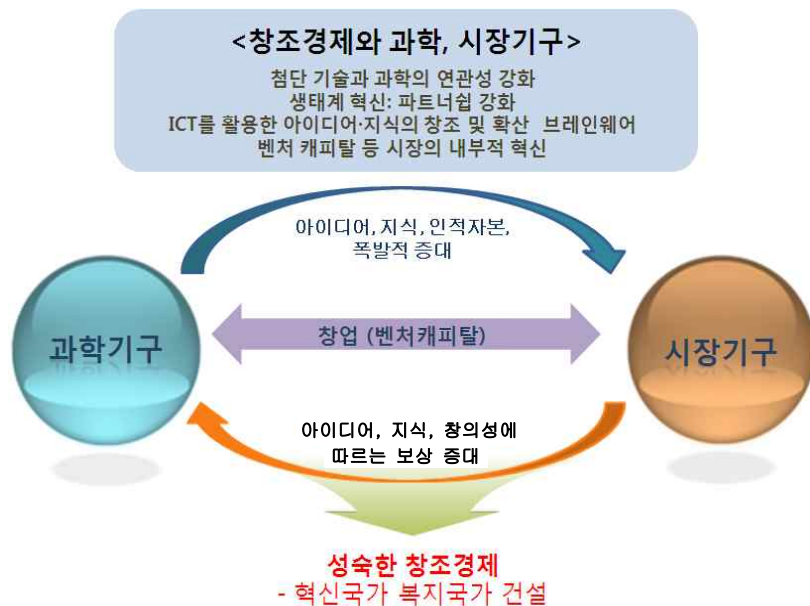 <창조경제와 과학, 시장기구>
첨단 기술과 과학의 연관성 강화
생태계 혁신: 파트너쉽 강화
ICT를 활용한 아이디어·지식의 창조 및 확산 브레인웨어
벤처 캐피탈 등 시장의 내부적 혁신
아이디어, 지식, 인적자본,
폭발적 증대
과학기구
창업 (벤처캐피탈)
시장기구
아이디어, 지식, 창의성에
따르는 보상 증대
성숙한 창조경제
- 혁신국가 복지국가 건설